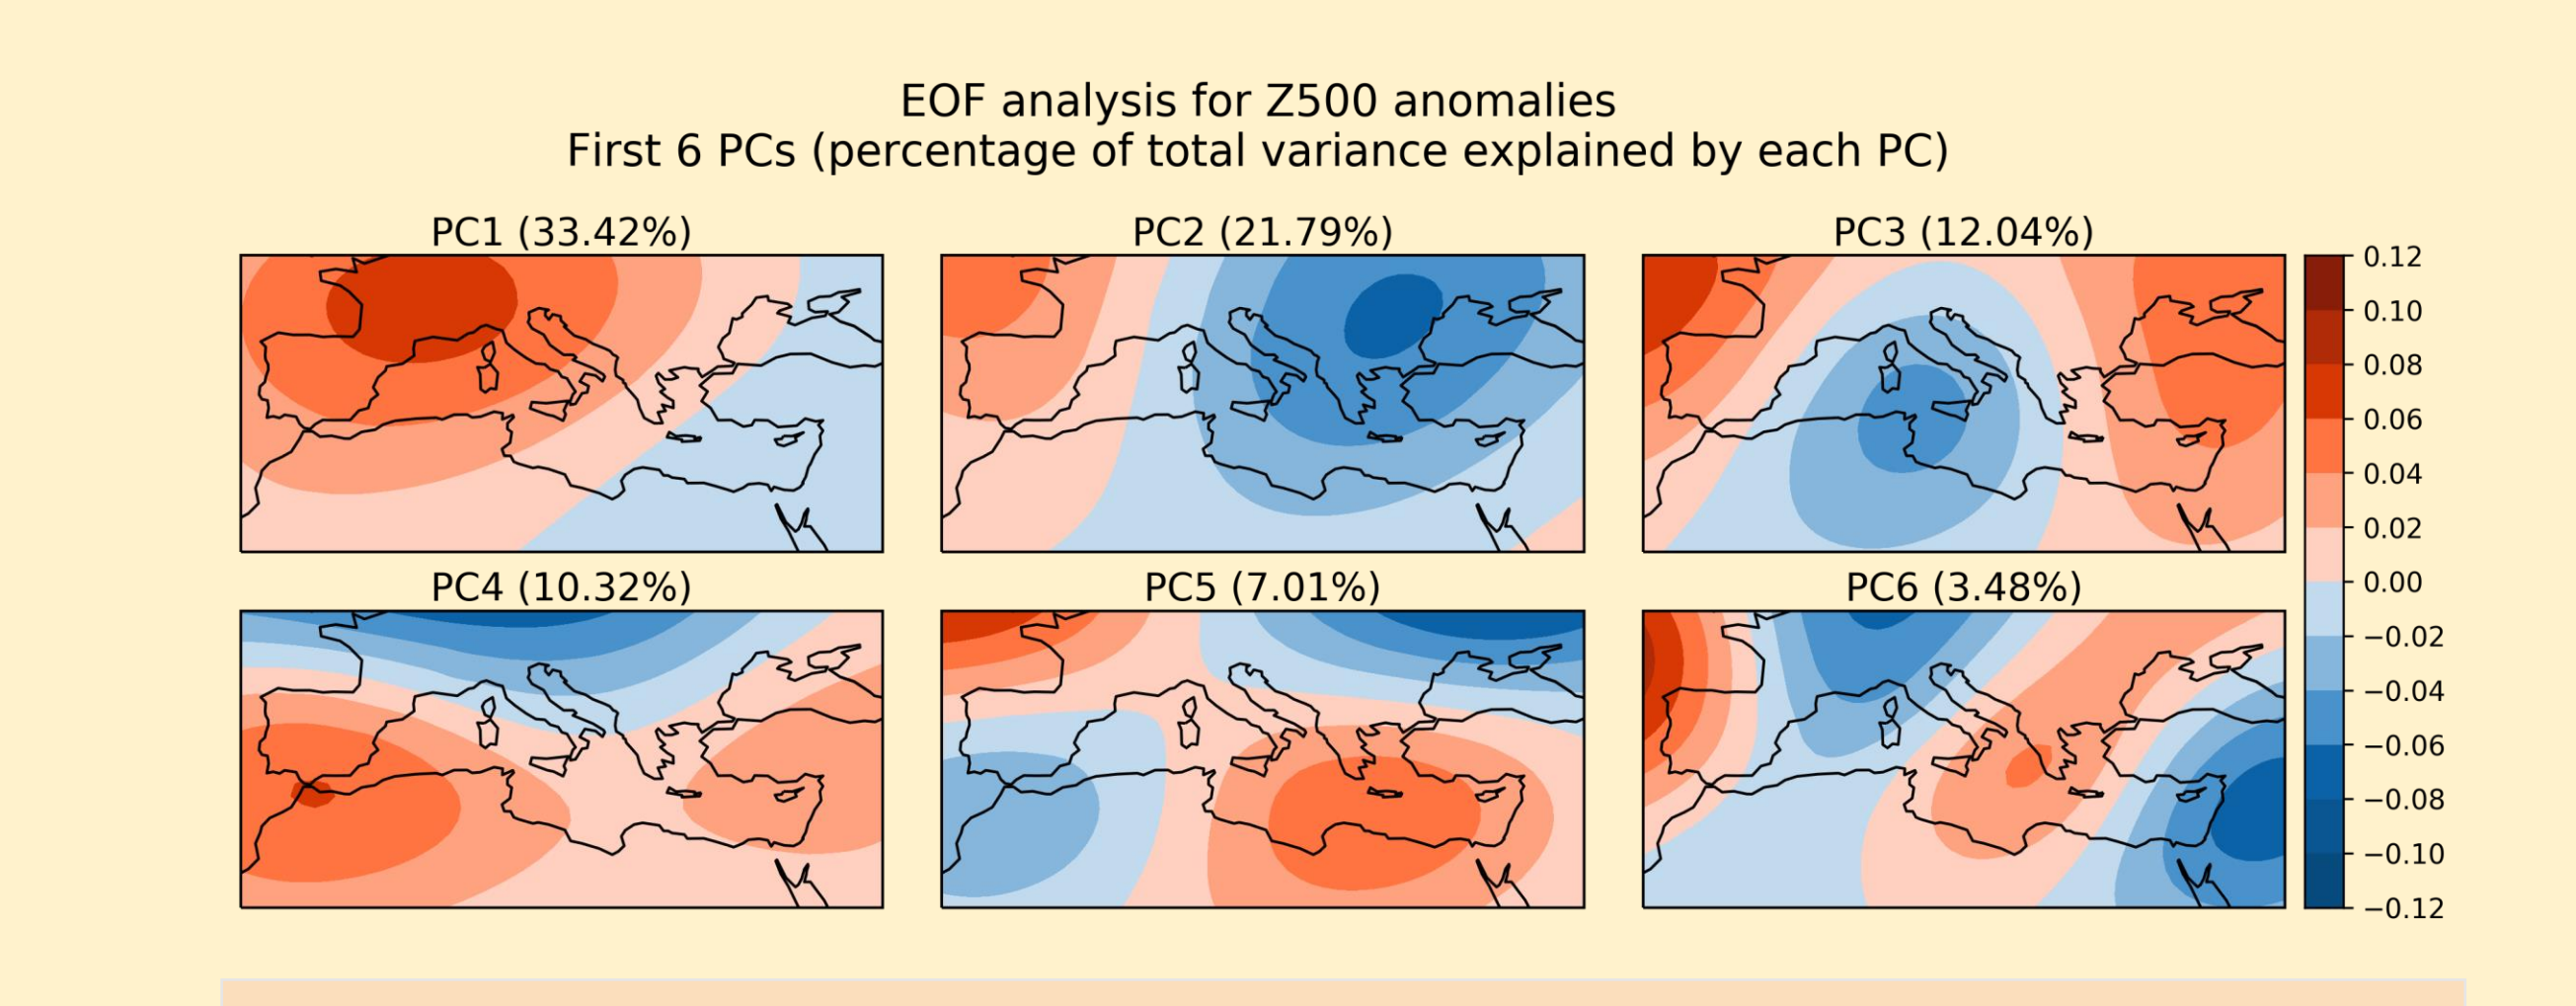 EOF analysis for Z500 anomalies
First 6 PCs (percentage of total variance explained by each PC)
PC1 (33.42%)
PC2 (21.79%)
PC3 (12.04%)
PC4 (10.32%)
PC5 (7.01%)
PC6 (3.48%)
0.12
0.10
0.08
0.06
0.04
0.02
0.00
−0.02
−0.04
−0.06
−0.08
−0.10
−0.12